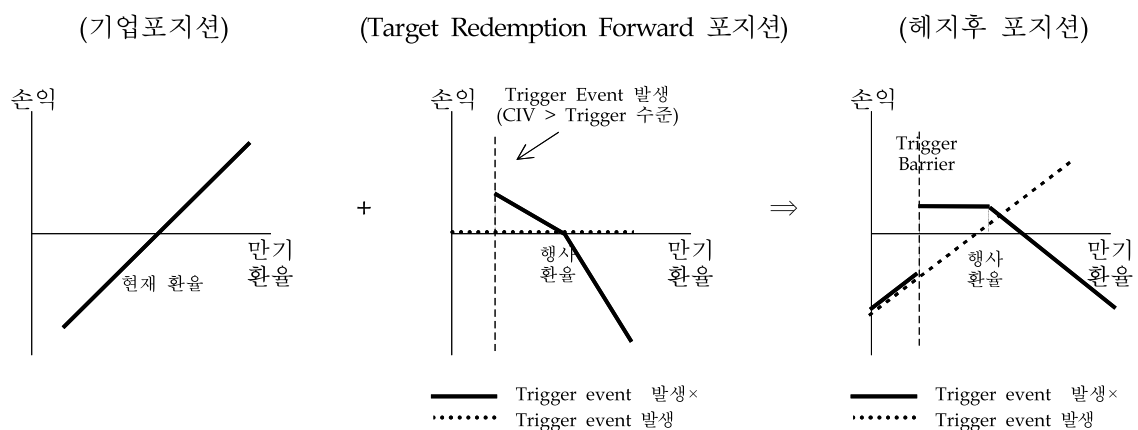 (기업포지션)
(Target Redemption Forward 포지션)
(헤지후 포지션)
손익
만기
환율
현재 환율
+
손익
Trigger Event 발생
(CIV > Trigger 수준)
만기
환율
행사
환율
Trigger event 발생×
Trigger event 발생
⇒
손익
Trigger
Barrier
만기
환율
행사
환율
Trigger event 발생×
Trigger event 발생